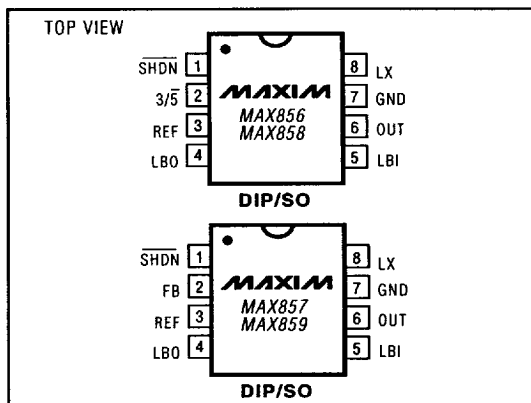 TOP VIEW
SHDN 1 8 LX
3/5 2 MAXIM 7 GND
REF 3 MAX856 6 OUT
LBO 4 MAX858 5 LBI
DIP/SO
SHDN 1 8 LX
FB 2 MAXIM 7 GND
REF 3 MAX857 6 OUT
LBO 4 MAX859 5 LBI
DIP/SO